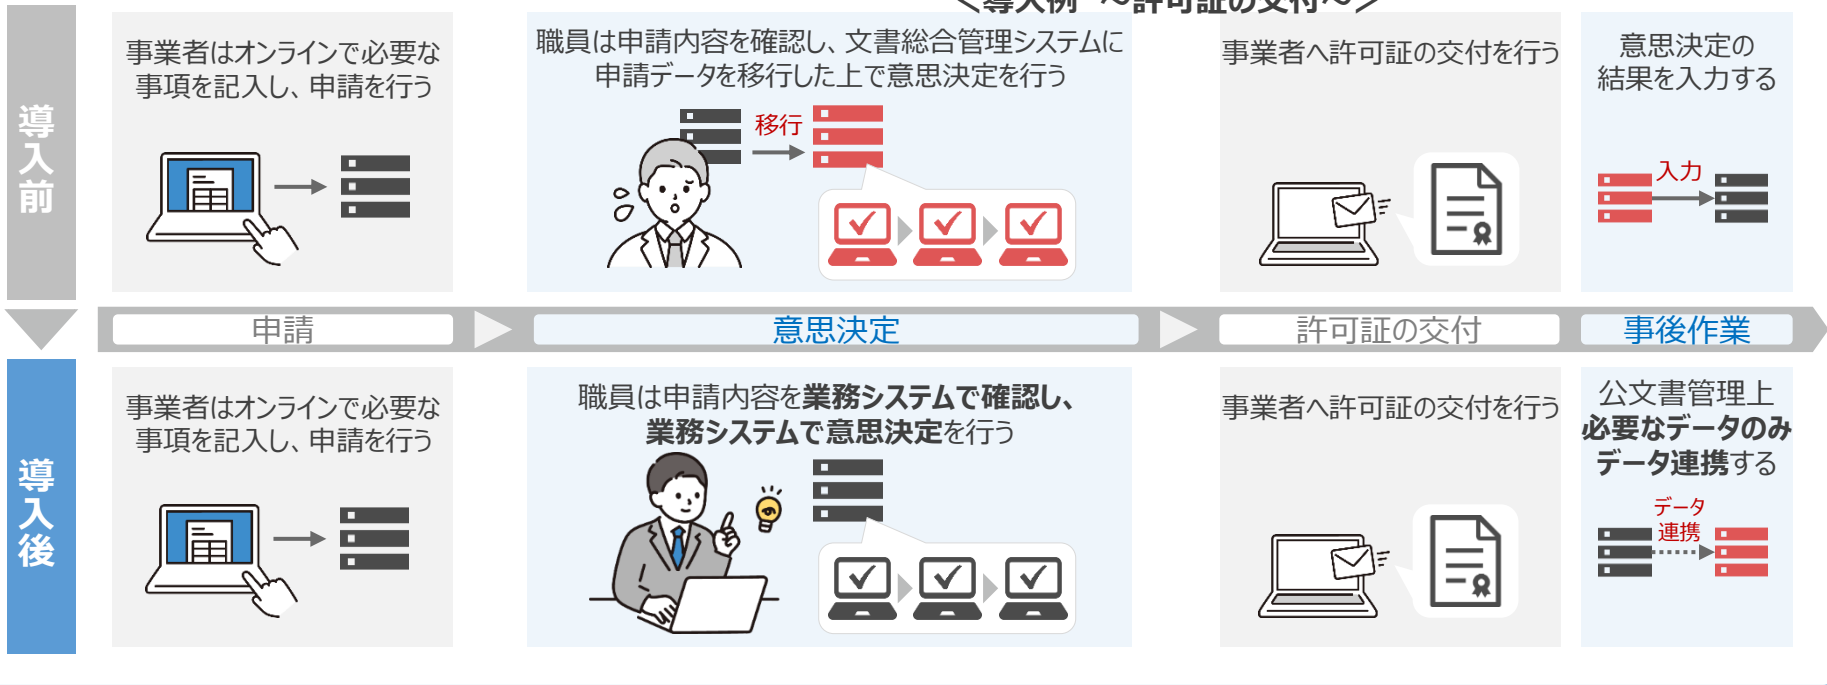 ＜導入例　～許可証の交付～＞
導入前
事業者はオンラインで必要な
事項を記入し、申請を行う
職員は申請内容を確認し、文書総合管理システムに
申請データを移行した上で意思決定を行う
移行
事業者へ許可証の交付を行う
意思決定の
結果を入力する
入力
申請
意思決定
許可証の交付
事後作業
導入後
事業者はオンラインで必要な
事項を記入し、申請を行う
職員は申請内容を業務システムで確認し、
業務システムで意思決定を行う
事業者へ許可証の交付を行う
公文書管理上
必要なデータのみ
データ連携する
データ
連携